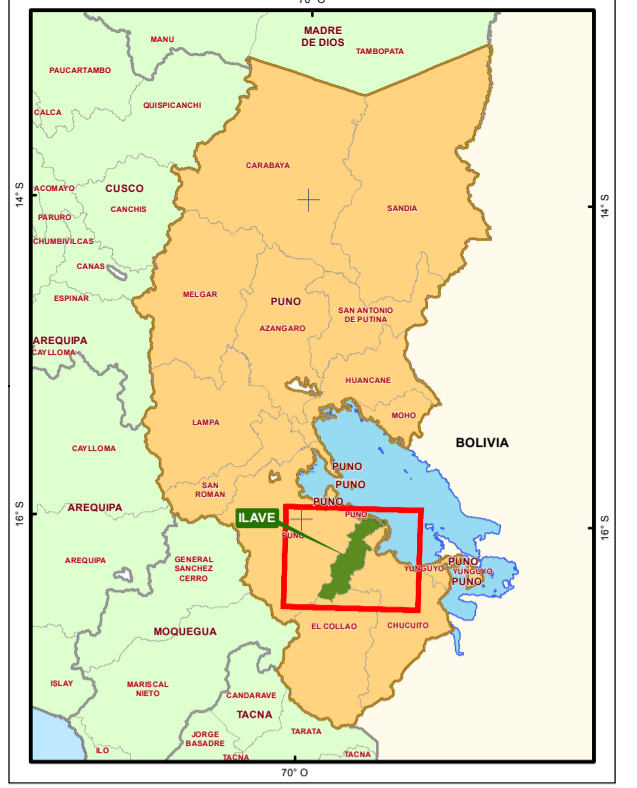 70° O
MADRE
DE DIOS
MANU
TAMBOPATA
PAUCARTAMBO
QUISPICANCHI
CALCA
CARABAYA
14° S
14° S
ACOMAYO
CUSCO
SANDIA
CANCHIS
PARURO
CHUMBIVILCAS
CANAS
MELGAR
ESPINAR
PUNO
SAN ANTONIO
DE PUTINA
AZANGARO
AREQUIPA
CAYLLOMA
HUANCANE
MOHO
LAMPA
BOLIVIA
CAYLLOMA
PUNO
PUNO
SAN
ROMAN
PUNO
AREQUIPA
ILAVE
PUNO
16° S
16° S
PUNO
AREQUIPA
GENERAL
SANCHEZ
CERRO
YUNGUYO
PUNO
YUNGUYO
PUNO
EL COLLAO
CHUCUITO
MOQUEGUA
ISLAY
MARISCAL
NIETO
CANDARAVE
TACNA
JORGE
BASADRE
TARATA
ILO
TACNA
TACNA
70° O